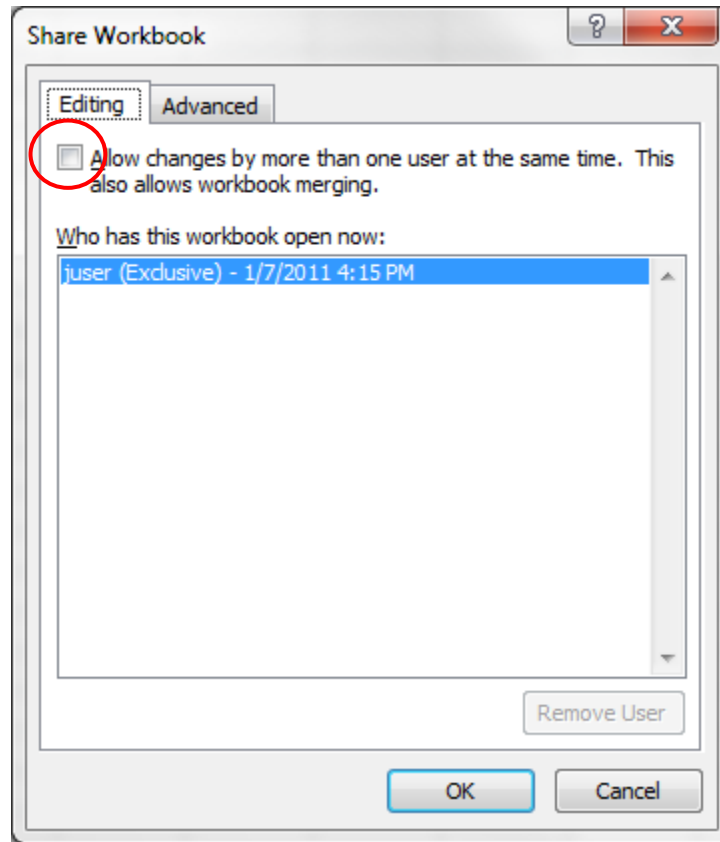 Share Workbook
?
Editing
Advanced
Allow changes by more than one user at the same time. This
also allows workbook merging.
Who has this workbook open now:
juser (Exclusive) - 1/7/2011 4:15 PM
Remove User
OK
Cancel